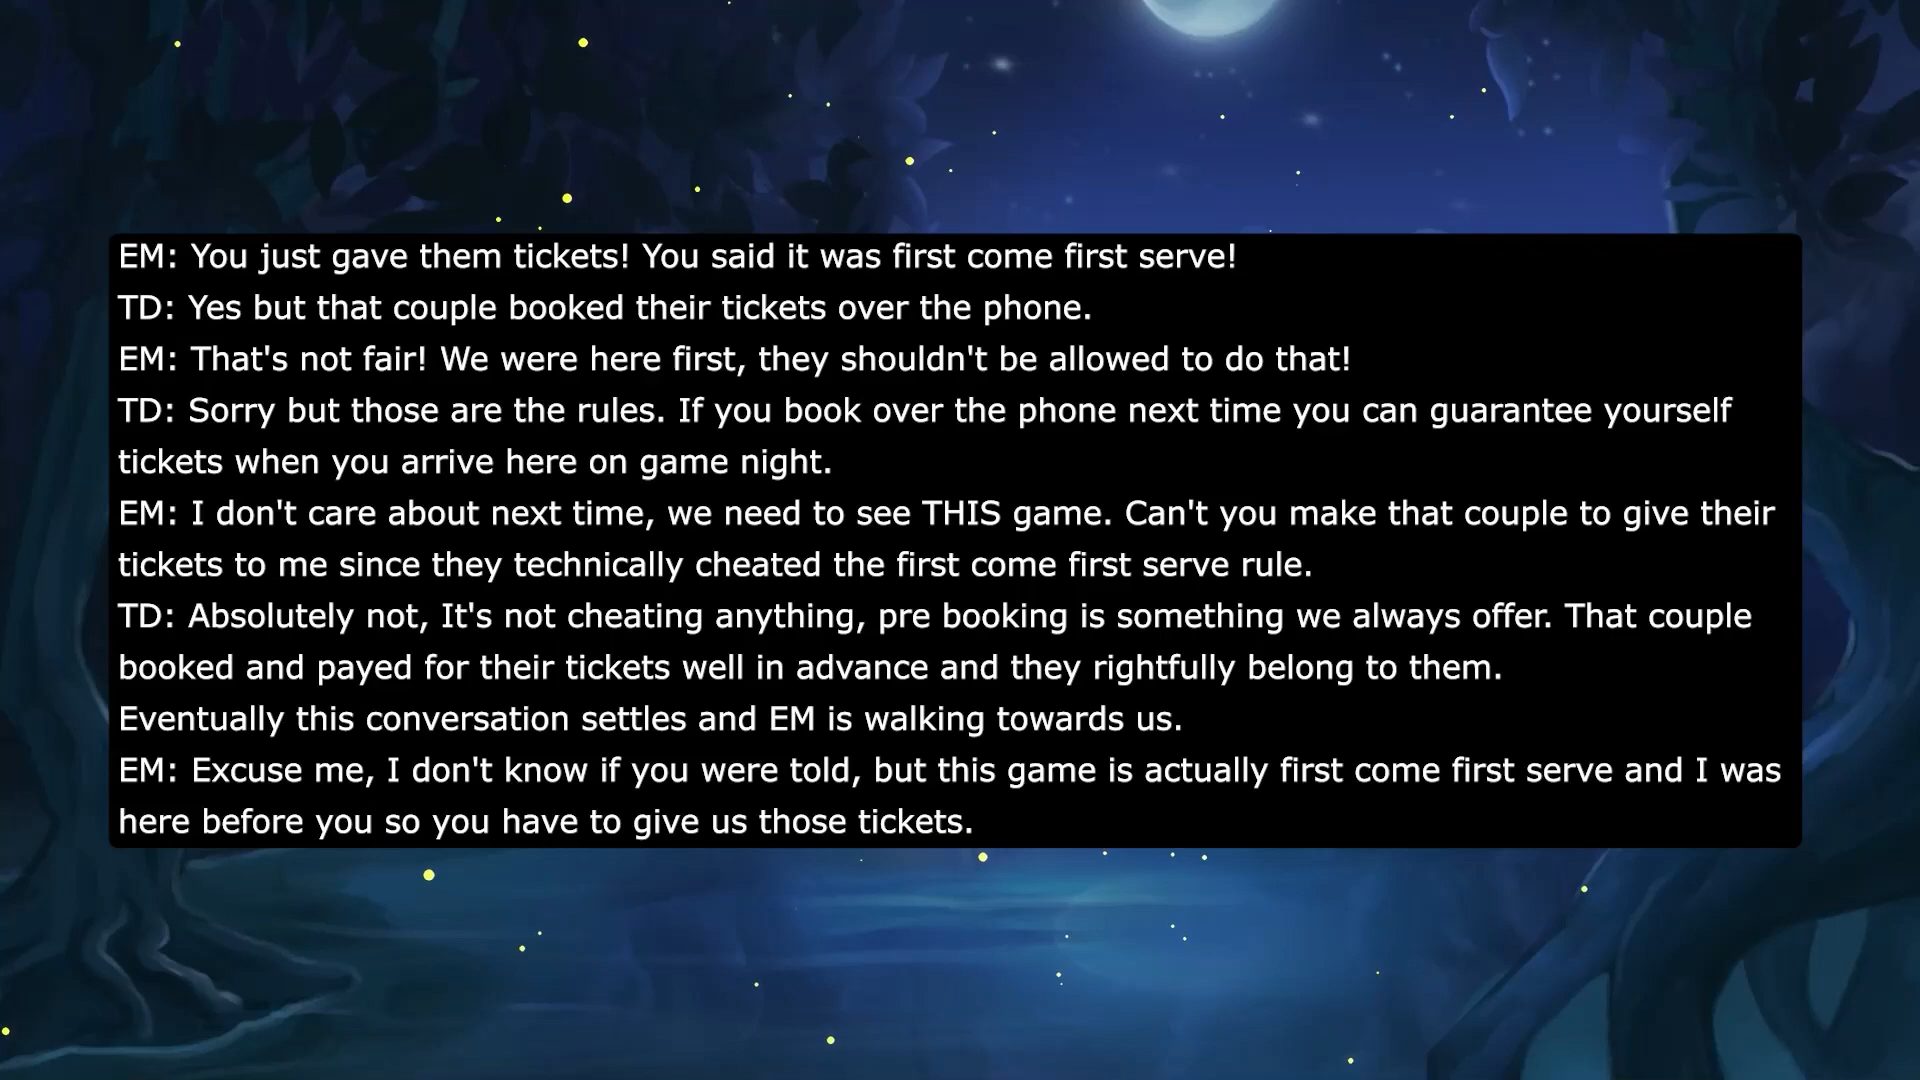 EM: You just gave them tickets! You said it was first come first serve!
TD: Yes but that couple booked their tickets over the phone.
EM: That's not fair! We were here first, they shouldn't be allowed to do that!
TD: Sorry but those are the rules. If you book over the phone next time you can guarantee yourself
tickets when you arrive here on game night.
EM: I don't care about next time, we need to see THIS game. Can't you make that couple to give their
tickets to me since they technically cheated the first come first serve rule.
TD: Absolutely not, It's not cheating anything, pre booking is something we always offer. That couple
booked and payed for their tickets well in advance and they rightfully belong to them.
Eventually this conversation settles and EM is walking towards us.
EM: Excuse me, I don't know if you were told, but this game is actually first come first serve and I was
here before you so you have to give us those tickets.